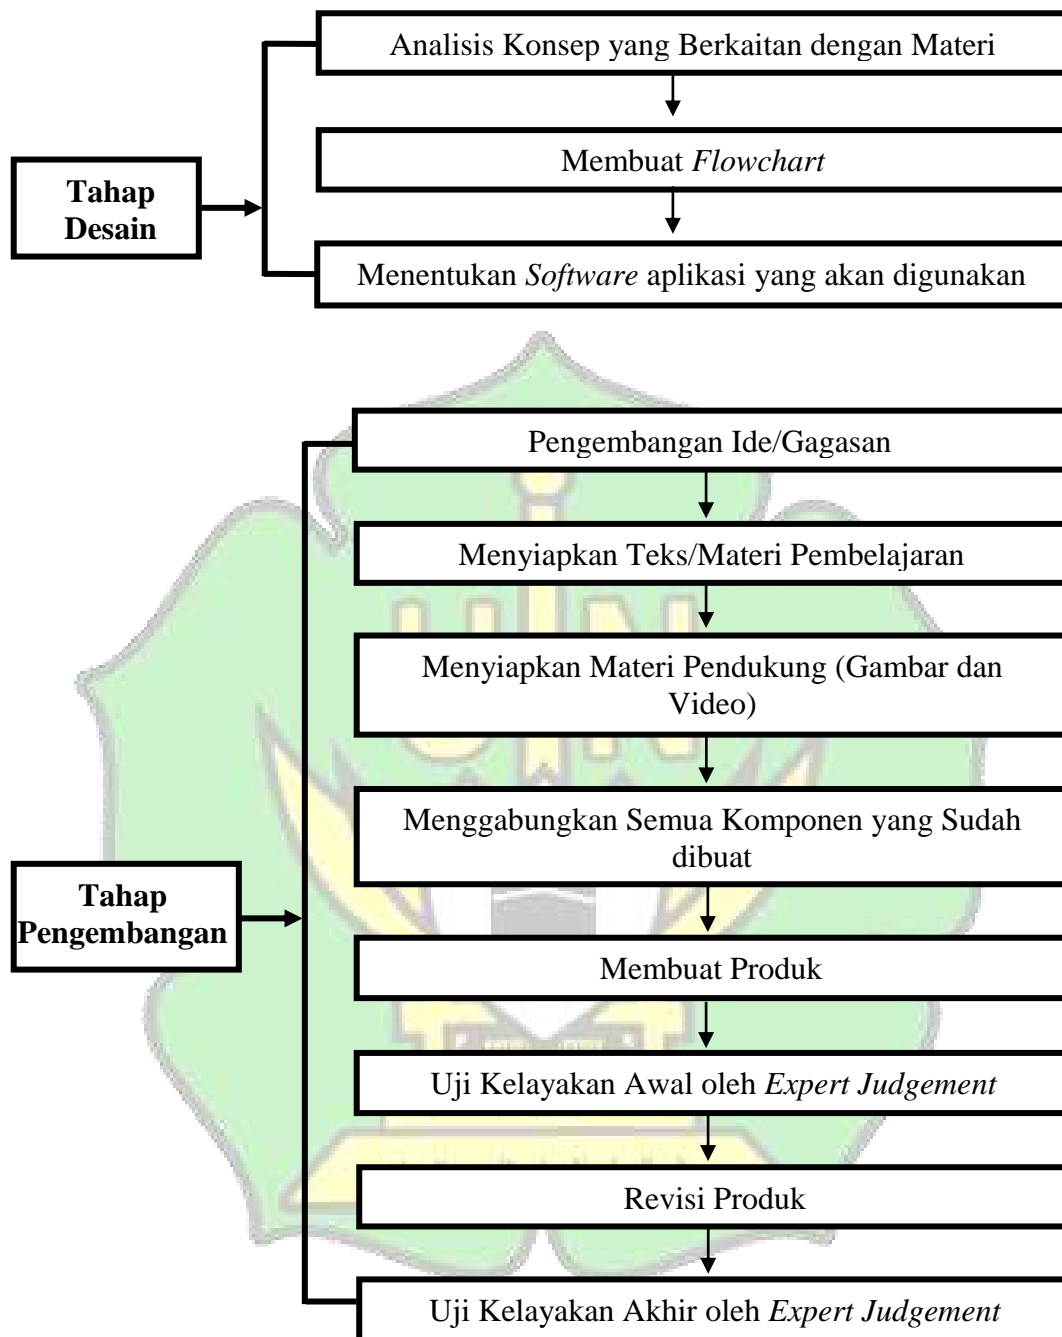 Analisis Konsep yang Berkaitan dengan Materi
Membuat Flowchart
Tahap
Desain
Menentukan Software aplikasi yang akan digunakan
Pengembangan Ide/Gagasan
Menyiapkan Teks/Materi Pembelajaran
UIN
Menyiapkan Materi Pendukung (Gambar dan
Video)
Menggabungkan Semua Komponen yang Sudah
dibuat
Tahap
Pengembangan
Membuat Produk
Uji Kelayakan Awal oleh Expert Judgement
Revisi Produk
Uji Kelayakan Akhir oleh Expert Judgement